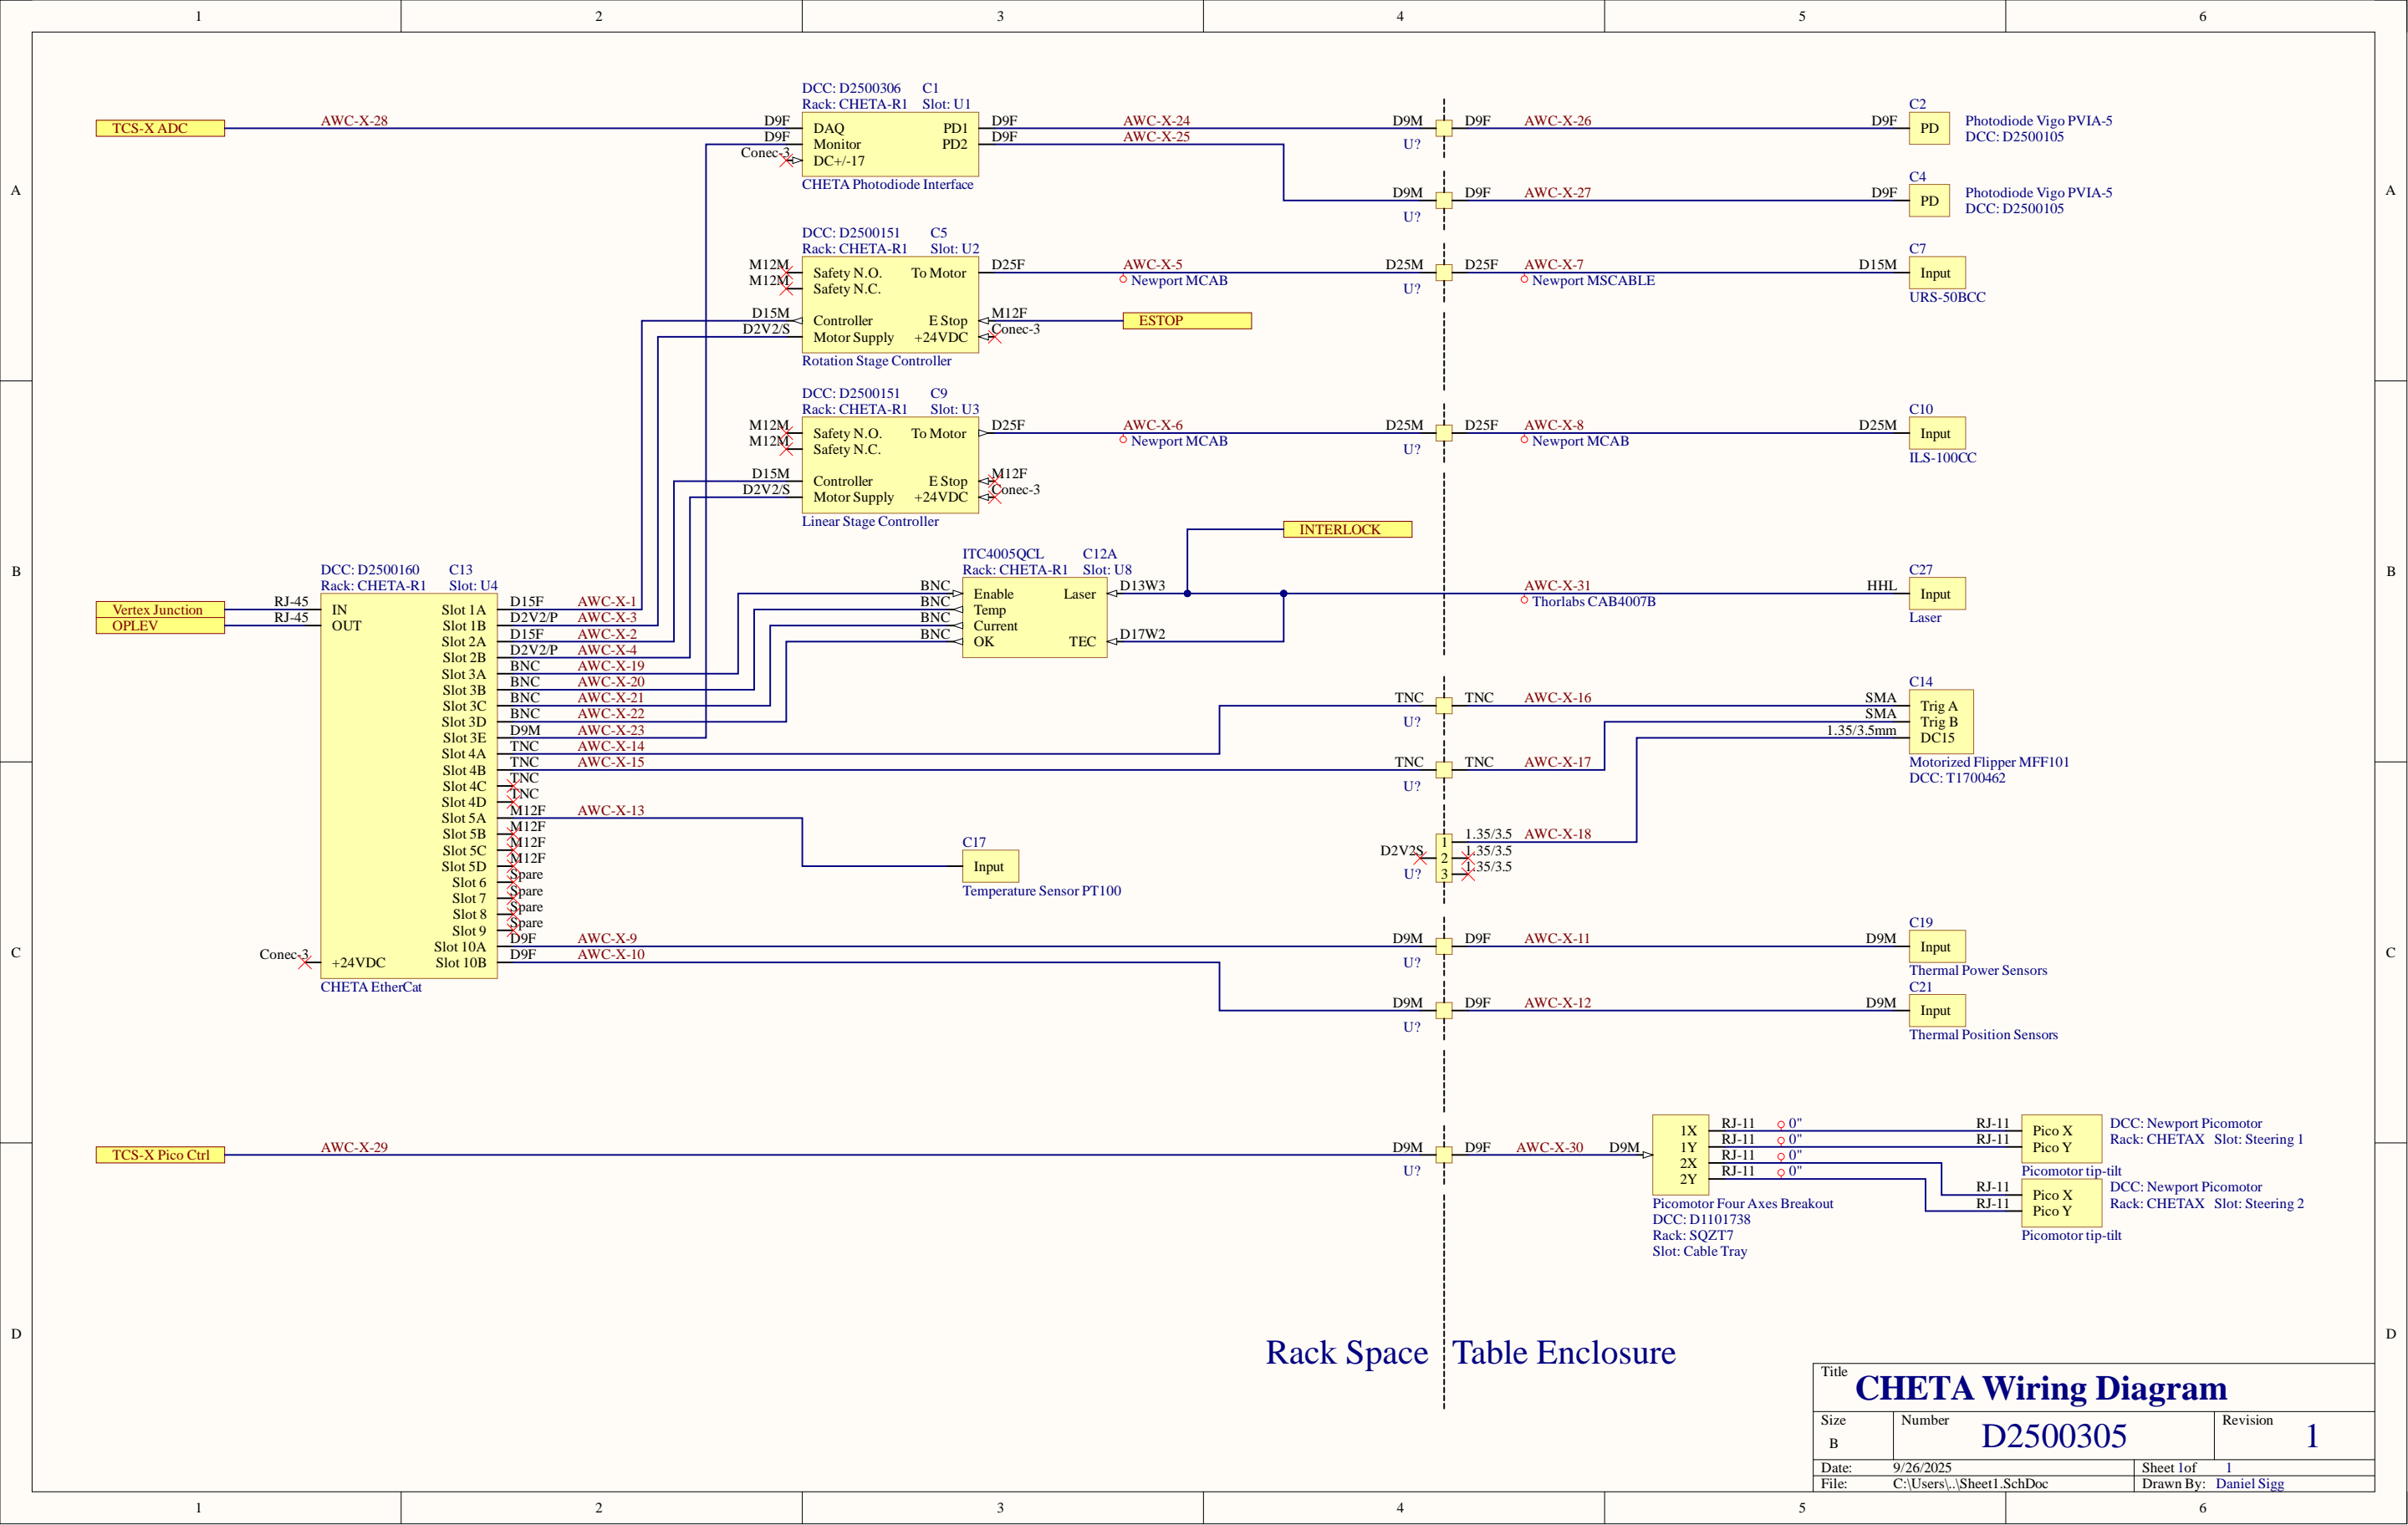 1 2 3 4 5 6
A A
B B
C C
D D
TCS-X ADC
AWC-X-28
DCC: D2500306 C1
Rack: CHETA-R1 Slot: U1
D9F DAQ PD1 D9F
D9F Monitor PD2 D9F
Conec-3 DC+/-17
CHETA Photodiode Interface
AWC-X-24
AWC-X-25
D9M D9F AWC-X-26 D9F
U?
C2
PD
Photodiode Vigo PVIA-5
DCC: D2500105
D9M D9F AWC-X-27 D9F
U?
C4
PD
Photodiode Vigo PVIA-5
DCC: D2500105
DCC: D2500151 C5
Rack: CHETA-R1 Slot: U2
M12M Safety N.O. To Motor D25F
M12M Safety N.C.
D15M Controller E Stop M12F
D2V2/S Motor Supply +24VDC Conec-3
Rotation Stage Controller
AWC-X-5
Newport MCAB
ESTOP
D25M D25F AWC-X-7 D15M
U?
Newport MSCABLE
C7
Input
URS-50BCC
DCC: D2500151 C9
Rack: CHETA-R1 Slot: U3
M12M Safety N.O. To Motor D25F
M12M Safety N.C.
D15M Controller E Stop M12F
D2V2/S Motor Supply +24VDC Conec-3
Linear Stage Controller
AWC-X-6
Newport MCAB
D25M D25F AWC-X-8 D25M
U?
Newport MCAB
C10
Input
ILS-100CC
INTERLOCK
ITC4005QCL C12A
Rack: CHETA-R1 Slot: U8
BNC Enable Laser D13W3
BNC Temp
BNC Current
BNC OK TEC D17W2
AWC-X-31
Thorlabs CAB4007B
HHL
C27
Input
Laser
DCC: D2500160 C13
Rack: CHETA-R1 Slot: U4
Vertex Junction RJ-45 IN
OPLEV RJ-45 OUT
Slot 1A D15F AWC-X-1
Slot 1B D2V2/P AWC-X-3
Slot 2A D15F AWC-X-2
Slot 2B D2V2/P AWC-X-4
Slot 3A BNC AWC-X-19
Slot 3B BNC AWC-X-20
Slot 3C BNC AWC-X-21
Slot 3D BNC AWC-X-22
Slot 3E D9M AWC-X-23
Slot 4A TNC AWC-X-14
Slot 4B TNC AWC-X-15
Slot 4C TNC
Slot 4D TNC
Slot 5A M12F AWC-X-13
Slot 5B M12F
Slot 5C M12F
Slot 5D M12F
Slot 6 Spare
Slot 7 Spare
Slot 8 Spare
Slot 9 Spare
Slot 10A D9F AWC-X-9
Conec-3 +24VDC Slot 10B D9F AWC-X-10
CHETA EtherCat
TNC TNC AWC-X-16 SMA
U?
SMA
1.35/3.5mm
C14
Trig A
Trig B
DC15
Motorized Flipper MFF101
DCC: T1700462
TNC TNC AWC-X-17
U?
C17
Input
Temperature Sensor PT100
1 1.35/3.5 AWC-X-18
D2V2S 2 1.35/3.5
U? 3 1.35/3.5
D9M D9F AWC-X-11 D9M
U?
C19
Input
Thermal Power Sensors
D9M D9F AWC-X-12 D9M
U?
C21
Input
Thermal Position Sensors
TCS-X Pico Ctrl
AWC-X-29
D9M D9F AWC-X-30 D9M
U?
1X RJ-11 0" RJ-11 Pico X
1Y RJ-11 0" RJ-11 Pico Y
2X RJ-11 0"
2Y RJ-11 0"
DCC: Newport Picomotor
Rack: CHETAX Slot: Steering 1
Picomotor tip-tilt
RJ-11 Pico X
RJ-11 Pico Y
DCC: Newport Picomotor
Rack: CHETAX Slot: Steering 2
Picomotor tip-tilt
Picomotor Four Axes Breakout
DCC: D1101738
Rack: SQZT7
Slot: Cable Tray
Rack Space Table Enclosure
Title
CHETA Wiring Diagram
Size Number Revision
B D2500305 1
Date: 9/26/2025 Sheet 1of 1
File: C:\Users\..\Sheet1.SchDoc Drawn By: Daniel Sigg
1 2 3 4 5 6